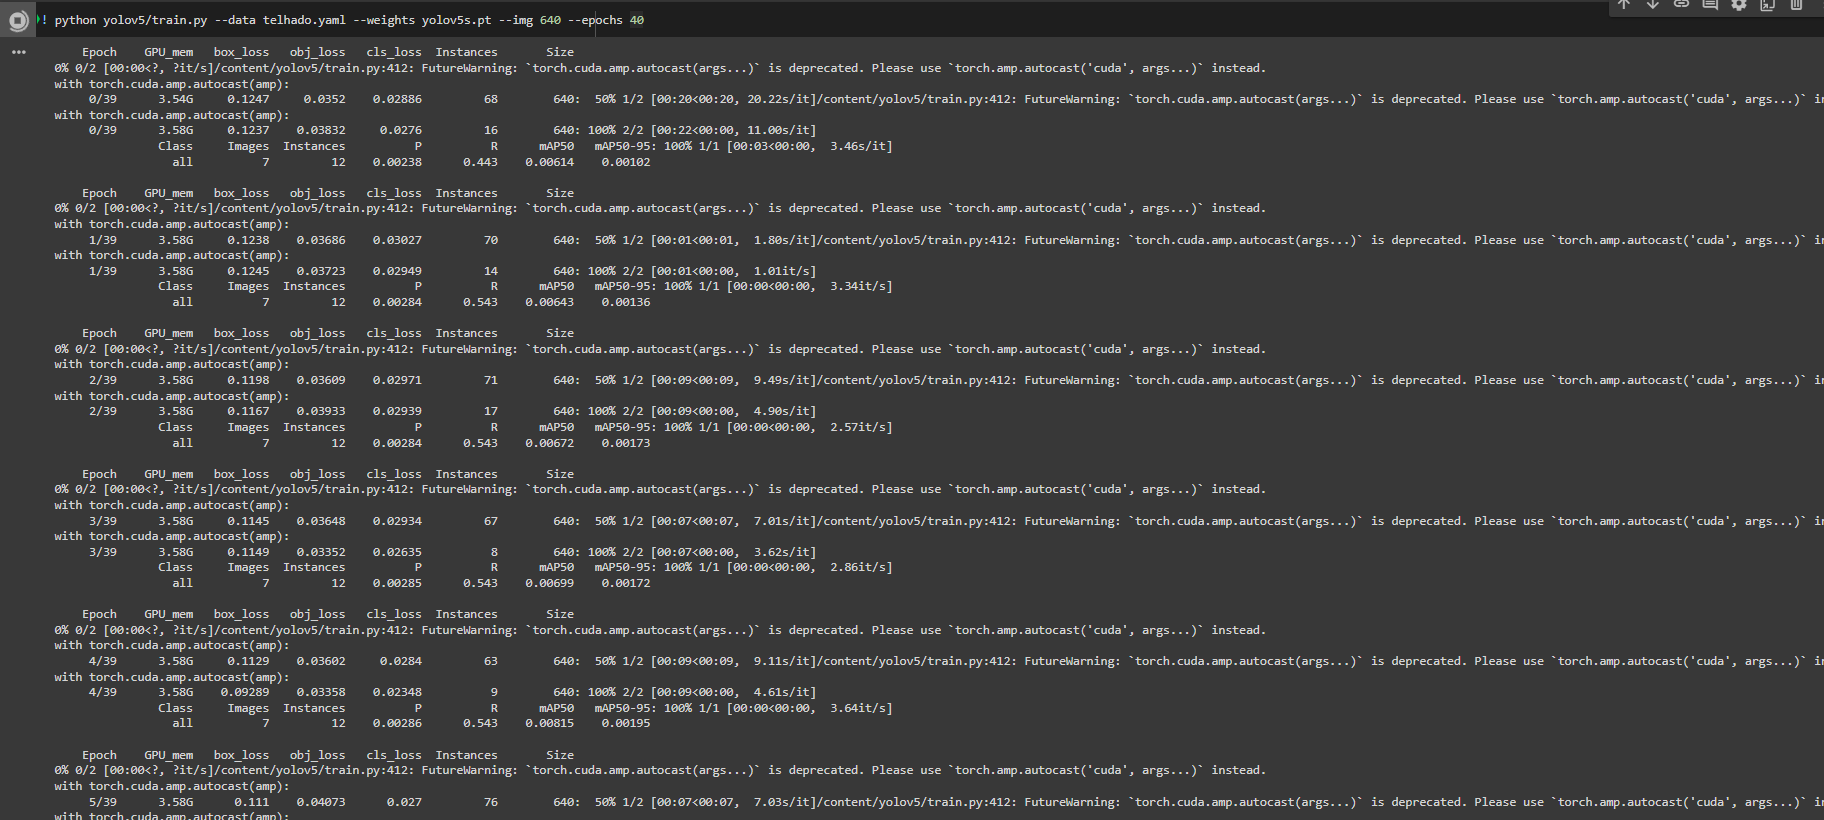 ! python yolov5/train.py --data telhado.yaml --weights yolov5s.pt --img 640 --epochs 40
Epoch GPU_mem box_loss obj_loss cls_loss Instances Size
0% 0/2 [00:00<?, ?it/s]/content/yolov5/train.py:412: FutureWarning: `torch.cuda.amp.autocast(args...)` is deprecated. Please use `torch.amp.autocast('cuda', args...)` instead.
with torch.cuda.amp.autocast(amp):
0/39 3.54G 0.1247 0.0352 0.02886 68 640: 50% 1/2 [00:20<00:20, 20.22s/it]/content/yolov5/train.py:412: FutureWarning: `torch.cuda.amp.autocast(args...)` is deprecated. Please use `torch.amp.autocast('cuda', args...)` i
with torch.cuda.amp.autocast(amp):
0/39 3.58G 0.1237 0.03832 0.0276 16 640: 100% 2/2 [00:22<00:00, 11.00s/it]
Class Images Instances P R mAP50 mAP50-95: 100% 1/1 [00:03<00:00, 3.46s/it]
all 7 12 0.00238 0.443 0.00614 0.00102
Epoch GPU_mem box_loss obj_loss cls_loss Instances Size
0% 0/2 [00:00<?, ?it/s]/content/yolov5/train.py:412: FutureWarning: `torch.cuda.amp.autocast(args...)` is deprecated. Please use `torch.amp.autocast('cuda', args...)` instead.
with torch.cuda.amp.autocast(amp):
1/39 3.58G 0.1238 0.03686 0.03027 70 640: 50% 1/2 [00:01<00:01, 1.80s/it]/content/yolov5/train.py:412: FutureWarning: `torch.cuda.amp.autocast(args...)` is deprecated. Please use `torch.amp.autocast('cuda', args...)` i
with torch.cuda.amp.autocast(amp):
1/39 3.58G 0.1245 0.03723 0.02949 14 640: 100% 2/2 [00:01<00:00, 1.01it/s]
Class Images Instances P R mAP50 mAP50-95: 100% 1/1 [00:00<00:00, 3.34it/s]
all 7 12 0.00284 0.543 0.00643 0.00136
Epoch GPU_mem box_loss obj_loss cls_loss Instances Size
0% 0/2 [00:00<?, ?it/s]/content/yolov5/train.py:412: FutureWarning: `torch.cuda.amp.autocast(args...)` is deprecated. Please use `torch.amp.autocast('cuda', args...)` instead.
with torch.cuda.amp.autocast(amp):
2/39 3.58G 0.1198 0.03609 0.02971 71 640: 50% 1/2 [00:09<00:09, 9.49s/it]/content/yolov5/train.py:412: FutureWarning: `torch.cuda.amp.autocast(args...)` is deprecated. Please use `torch.amp.autocast('cuda', args...)` i
with torch.cuda.amp.autocast(amp):
2/39 3.58G 0.1167 0.03933 0.02939 17 640: 100% 2/2 [00:09<00:00, 4.90s/it]
Class Images Instances P R mAP50 mAP50-95: 100% 1/1 [00:00<00:00, 2.57it/s]
all 7 12 0.00284 0.543 0.00672 0.00173
Epoch GPU_mem box_loss obj_loss cls_loss Instances Size
0% 0/2 [00:00<?, ?it/s]/content/yolov5/train.py:412: FutureWarning: `torch.cuda.amp.autocast(args...)` is deprecated. Please use `torch.amp.autocast('cuda', args...)` instead.
with torch.cuda.amp.autocast(amp):
3/39 3.58G 0.1145 0.03648 0.02934 67 640: 50% 1/2 [00:07<00:07, 7.01s/it]/content/yolov5/train.py:412: FutureWarning: `torch.cuda.amp.autocast(args...)` is deprecated. Please use `torch.amp.autocast('cuda', args...)` i
with torch.cuda.amp.autocast(amp):
3/39 3.58G 0.1149 0.03352 0.02635 8 640: 100% 2/2 [00:07<00:00, 3.62s/it]
Class Images Instances P R mAP50 mAP50-95: 100% 1/1 [00:00<00:00, 2.86it/s]
all 7 12 0.00285 0.543 0.00699 0.00172
Epoch GPU_mem box_loss obj_loss cls_loss Instances Size
0% 0/2 [00:00<?, ?it/s]/content/yolov5/train.py:412: FutureWarning: `torch.cuda.amp.autocast(args...)` is deprecated. Please use `torch.amp.autocast('cuda', args...)` instead.
with torch.cuda.amp.autocast(amp):
4/39 3.58G 0.1129 0.03602 0.0284 63 640: 50% 1/2 [00:09<00:09, 9.11s/it]/content/yolov5/train.py:412: FutureWarning: `torch.cuda.amp.autocast(args...)` is deprecated. Please use `torch.amp.autocast('cuda', args...)` i
with torch.cuda.amp.autocast(amp):
4/39 3.58G 0.09289 0.03358 0.02348 9 640: 100% 2/2 [00:09<00:00, 4.61s/it]
Class Images Instances P R mAP50 mAP50-95: 100% 1/1 [00:00<00:00, 3.64it/s]
all 7 12 0.00286 0.543 0.00815 0.00195
Epoch GPU_mem box_loss obj_loss cls_loss Instances Size
0% 0/2 [00:00<?, ?it/s]/content/yolov5/train.py:412: FutureWarning: `torch.cuda.amp.autocast(args...)` is deprecated. Please use `torch.amp.autocast('cuda', args...)` instead.
with torch.cuda.amp.autocast(amp):
5/39 3.58G 0.111 0.04073 0.027 76 640: 50% 1/2 [00:07<00:07, 7.03s/it]/content/yolov5/train.py:412: FutureWarning: `torch.cuda.amp.autocast(args...)` is deprecated. Please use `torch.amp.autocast('cuda', args...)` i
with torch.cuda.amp.autocast(amp):